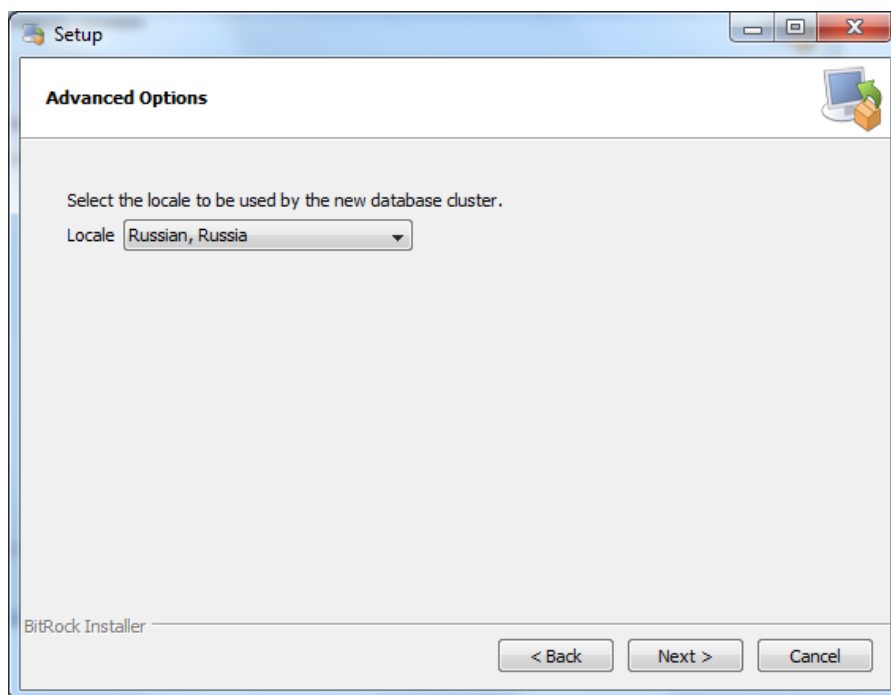 Setup
Advanced Options
Select the locale to be used by the new database cluster.
Locale Russian, Russia
BitRock Installer
< Back Next > Cancel